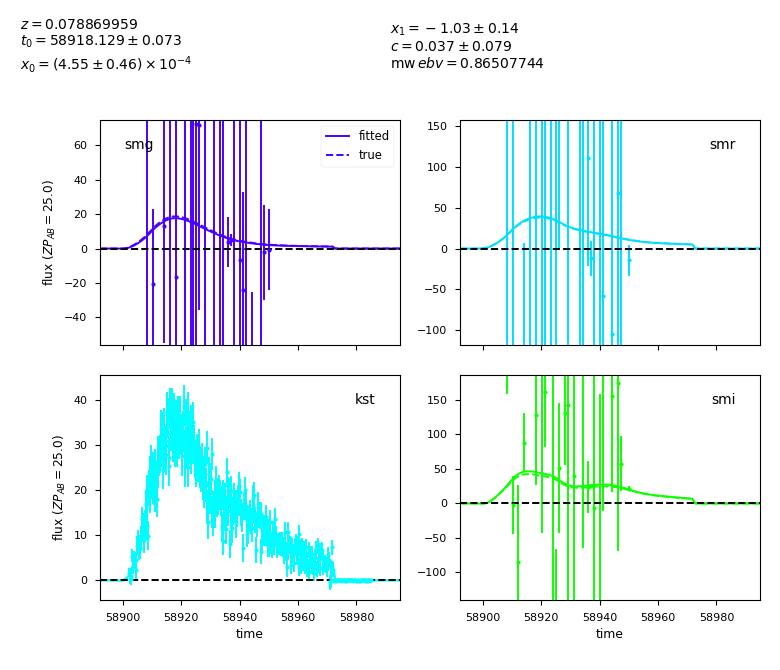 z = 0.078869959
t₀ = 58918.129 ± 0.073
x₀ = (4.55 ± 0.46) × 10⁻⁴
x₁ = −1.03 ± 0.14
c = 0.037 ± 0.079
mw ebv = 0.86507744
smg
fitted
true
60
40
20
0
−20
−40
flux (ZP_AB = 25.0)
smr
150
100
50
0
−50
−100
kst
40
30
20
10
0
flux (ZP_AB = 25.0)
58900 58920 58940 58960 58980
time
smi
150
100
50
0
−50
−100
58900 58920 58940 58960 58980
time